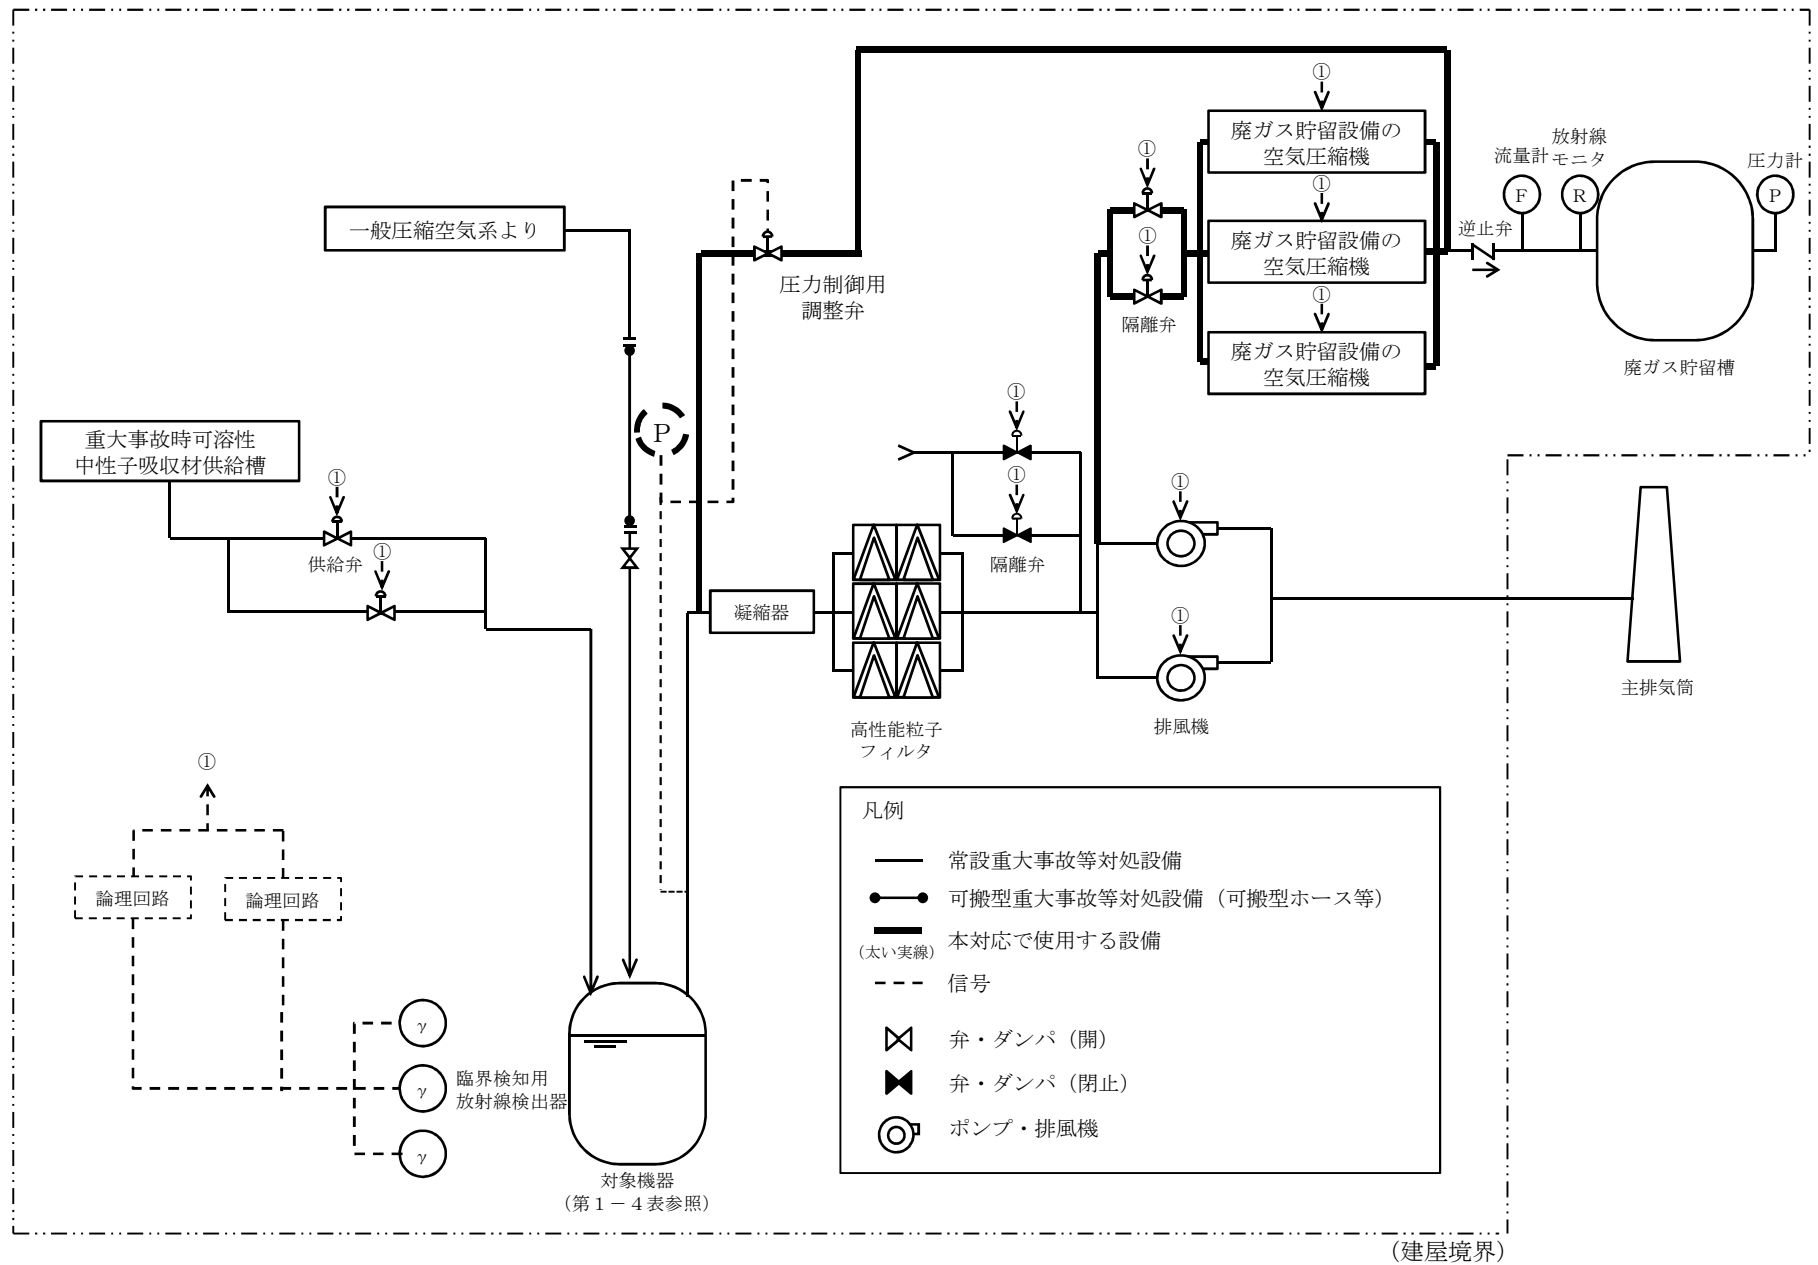 ①
廃ガス貯留設備の
空気圧縮機
①
廃ガス貯留設備の
空気圧縮機
①
廃ガス貯留設備の
空気圧縮機
①
①
隔離弁
流量計
放射線
モニタ
圧力計
F
R
P
逆止弁
廃ガス貯留槽
一般圧縮空気系より
圧力制御用
調整弁
P
重大事故時可溶性
中性子吸収材供給槽
①
供給弁
①
①
①
隔離弁
凝縮器
高性能粒子
フィルタ
①
①
排風機
主排気筒
①
論理回路
論理回路
γ
γ
γ
臨界検知用
放射線検出器
対象機器
(第1-4表参照)
凡例
常設重大事故等対処設備
可搬型重大事故等対処設備（可搬型ホース等）
(太い実線)
本対応で使用する設備
信号
弁・ダンパ（開）
弁・ダンパ（閉止）
ポンプ・排風機
(建屋境界)